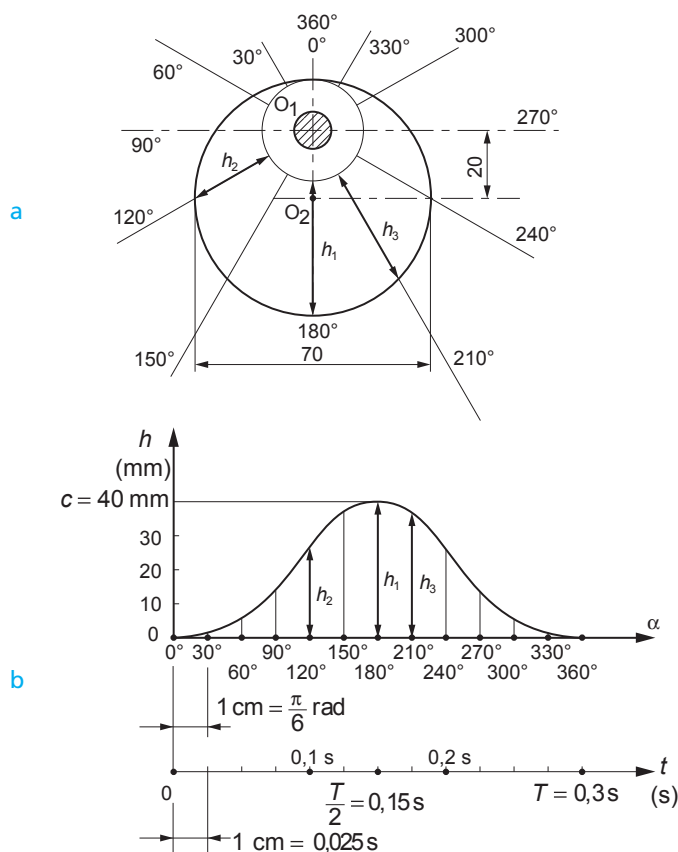 360°
0°
30°
330°
60°
300°
O1
270°
90°
h2
20
120°
O2
h3
h1
240°
a
180°
150°
70
210°
h
(mm)
c = 40 mm
30
20
h2
h1
h3
10
0
α
0° 30° 90° 150° 210° 270° 330°
60° 120° 180° 240° 300° 360°
b
1 cm = π/6 rad
0,1 s
0,2 s
t
0
T/2 = 0,15 s
T = 0,3 s
(s)
1 cm = 0,025 s